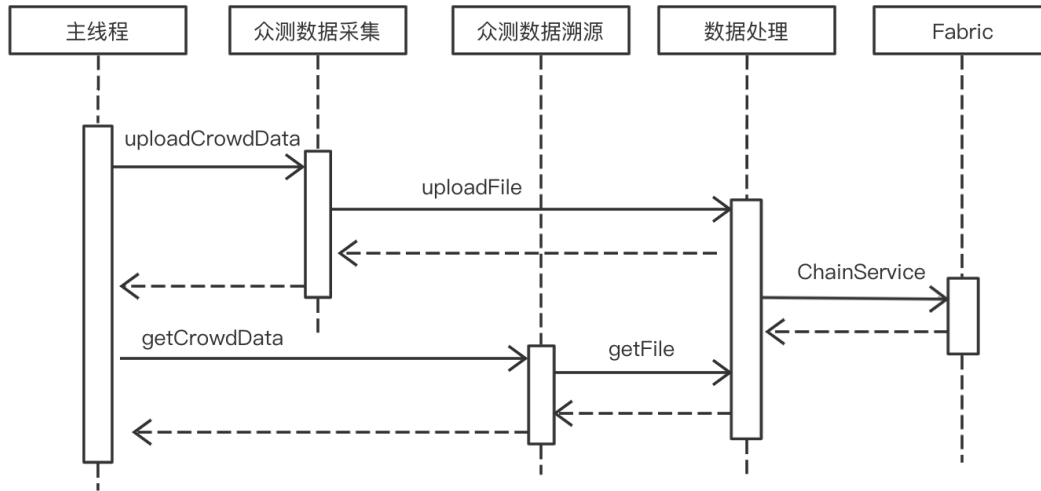 主线程
众测数据采集
众测数据溯源
数据处理
Fabric
uploadCrowdData
uploadFile
ChainService
getCrowdData
getFile